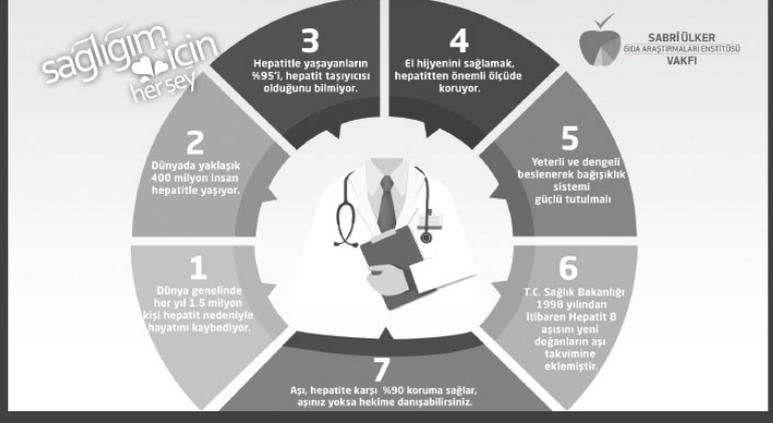 sağlığım
için
hersey
SABRİ ÜLKER
GIDA ARAŞTIRMALARI ENSTİTÜSÜ
VAKFI
1
Dünya genelinde
her yıl 1.5 milyon
kişi hepatit nedeniyle
hayatını kaybediyor.
2
Dünyada yaklaşık
400 milyon insan
hepatitle yaşıyor.
3
Hepatitle yaşayanların
%95'i, hepatit taşıyıcısı
olduğunu bilmiyor.
4
El hijyenini sağlamak,
hepatitten önemli ölçüde
koruyor.
5
Yeterli ve dengeli
beslenerek bağışıklık
sistemi
güçlü tutulmalı
6
T.C. Sağlık Bakanlığı
1998 yılından
itibaren Hepatit B
aşısını yeni
doğanların aşı
takvimine
eklemiştir.
7
Aşı, hepatite karşı %90 koruma sağlar,
aşınız yoksa hekime danışabilirsiniz.